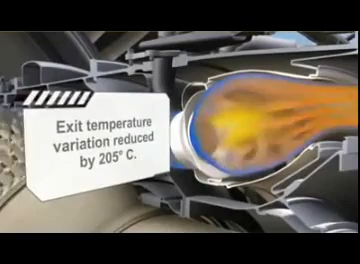 Exit temperature
variation reduced
by 205° C.